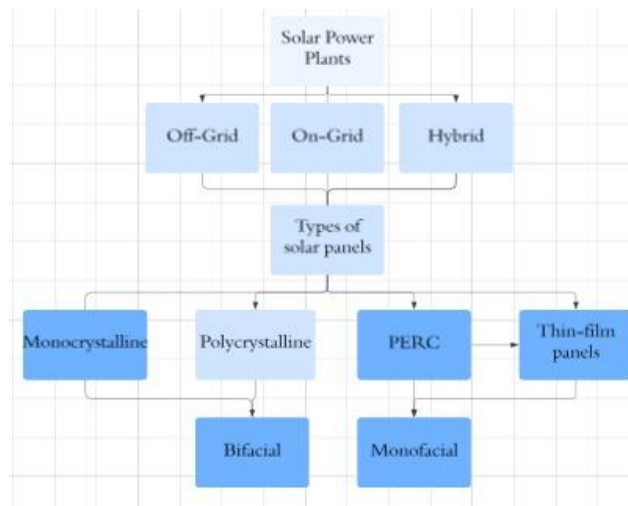 Solar Power
Plants
Off-Grid
On-Grid
Hybrid
Types of
solar panels
Monocrystalline
Polycrystalline
PERC
Thin-film
panels
Bifacial
Monofacial